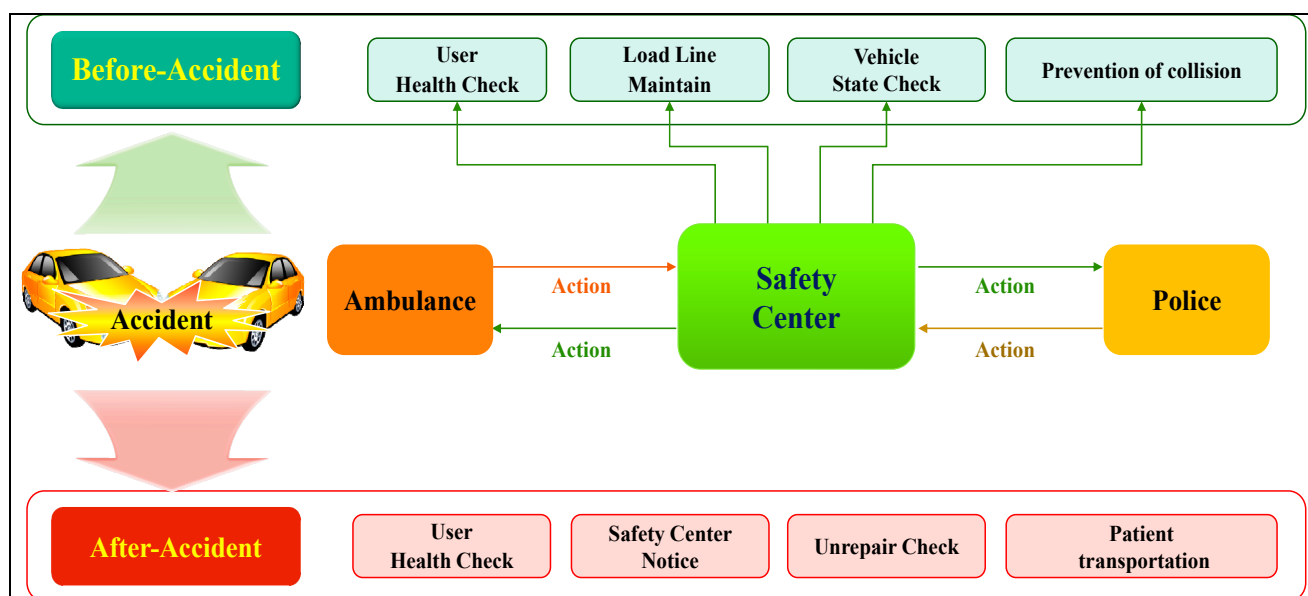 Before-Accident
User
Health Check
Load Line
Maintain
Vehicle
State Check
Prevention of collision
Accident
Ambulance
Action
Action
Safety
Center
Action
Action
Police
After-Accident
User
Health Check
Safety Center
Notice
Unrepair Check
Patient
transportation